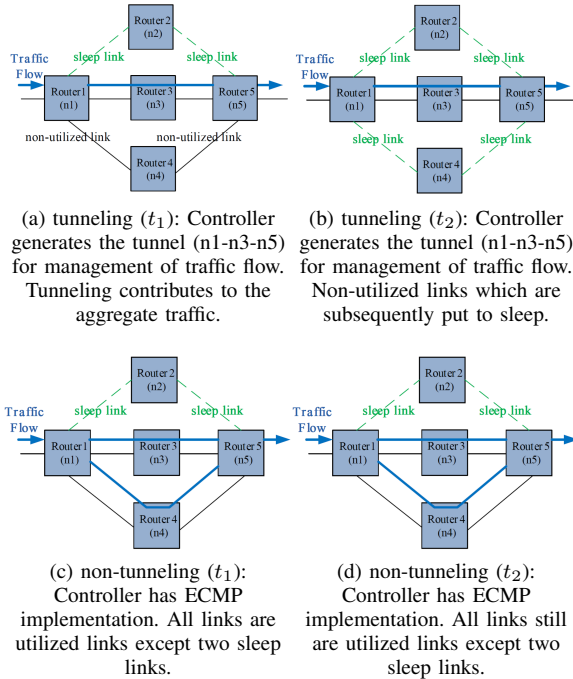 Router 2
(n2)
sleep link
sleep link
Traffic
Flow
Router 1
(n1)
Router 3
(n3)
Router 5
(n5)
non-utilized link
non-utilized link
Router 4
(n4)
(a) tunneling (t1): Controller
generates the tunnel (n1-n3-n5)
for management of traffic flow.
Tunneling contributes to the
aggregate traffic.
Router 2
(n2)
sleep link
sleep link
Traffic
Flow
Router 1
(n1)
Router 3
(n3)
Router 5
(n5)
sleep link
sleep link
Router 4
(n4)
(b) tunneling (t2): Controller
generates the tunnel (n1-n3-n5)
for management of traffic flow.
Non-utilized links which are
subsequently put to sleep.
Router 2
(n2)
sleep link
sleep link
Traffic
Flow
Router 1
(n1)
Router 3
(n3)
Router 5
(n5)
Router 4
(n4)
(c) non-tunneling (t1):
Controller has ECMP
implementation. All links are
utilized links except two sleep
links.
Router 2
(n2)
sleep link
sleep link
Traffic
Flow
Router 1
(n1)
Router 3
(n3)
Router 5
(n5)
Router 4
(n4)
(d) non-tunneling (t2):
Controller has ECMP
implementation. All links still
are utilized links except two
sleep links.